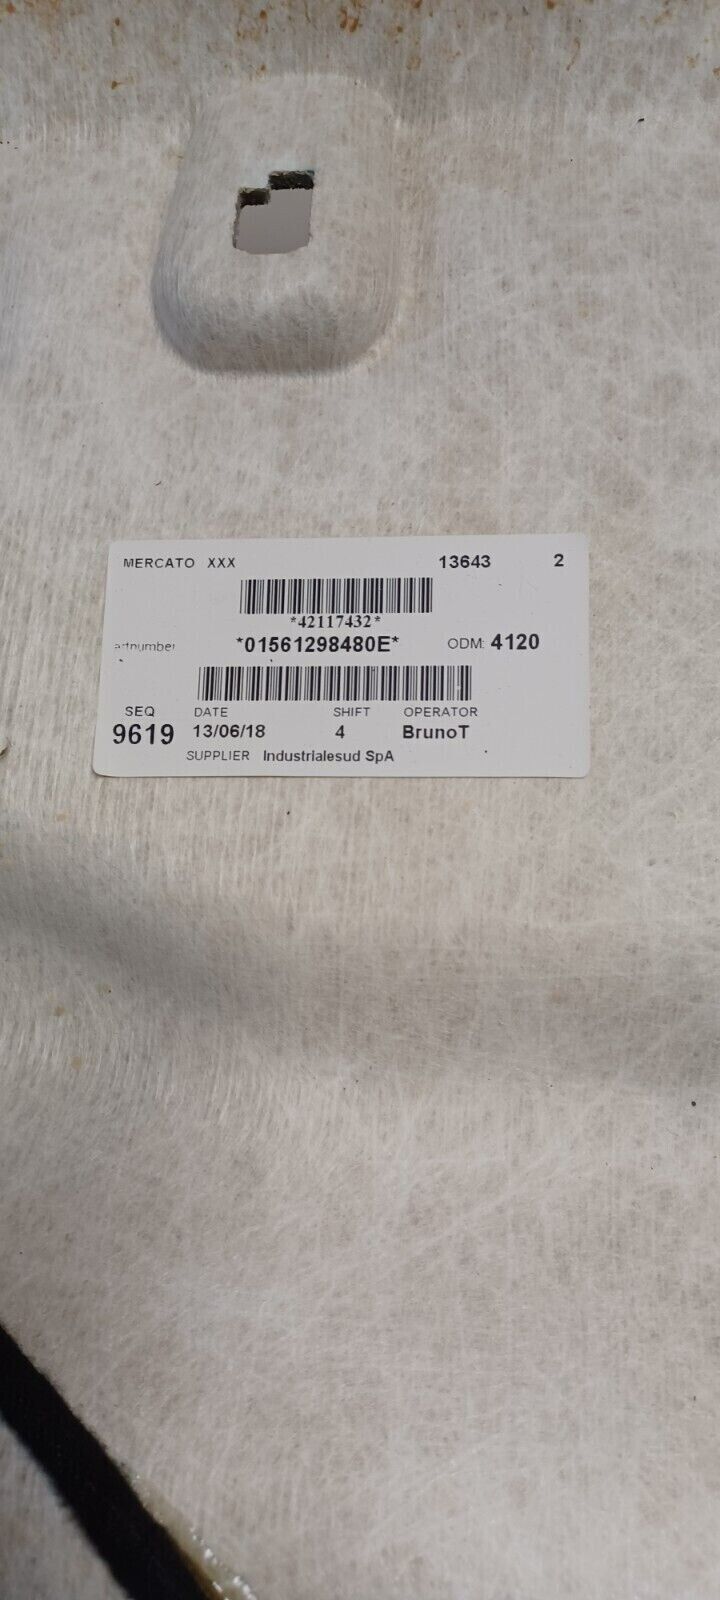 MERCATO XXX 13643 2
*42117432*
*01561298480E* ODM: 4120
SEQ DATE SHIFT OPERATOR
9619 13/06/18 4 BrunoT
SUPPLIER Industrialesud SpA